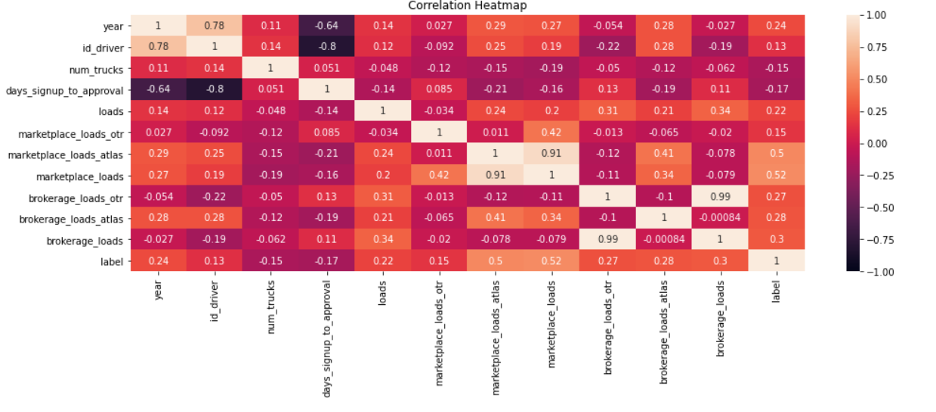 Correlation Heatmap
year 1 0.78 0.11 -0.64 0.14 0.027 0.29 0.27 -0.054 0.28 -0.027 0.24
id_driver 0.78 1 0.14 -0.8 0.12 -0.092 0.25 0.19 -0.22 0.28 -0.19 0.13
num_trucks 0.11 0.14 1 0.051 -0.048 -0.12 -0.15 -0.19 -0.05 -0.12 -0.062 -0.15
days_signup_to_approval -0.64 -0.8 0.051 1 -0.14 0.085 -0.21 -0.16 0.13 -0.19 0.11 -0.17
loads 0.14 0.12 -0.048 -0.14 1 -0.034 0.24 0.2 0.31 0.21 0.34 0.22
marketplace_loads_otr 0.027 -0.092 -0.12 0.085 -0.034 1 0.011 0.42 -0.013 -0.065 -0.02 0.15
marketplace_loads_atlas 0.29 0.25 -0.15 -0.21 0.24 0.011 1 0.91 -0.12 0.41 -0.078 0.5
marketplace_loads 0.27 0.19 -0.19 -0.16 0.2 0.42 0.91 1 -0.11 0.34 -0.079 0.52
brokerage_loads_otr -0.054 -0.22 -0.05 0.13 0.31 -0.013 -0.12 -0.11 1 -0.1 0.99 0.27
brokerage_loads_atlas 0.28 0.28 -0.12 -0.19 0.21 -0.065 0.41 0.34 -0.1 1 -0.00084 0.28
brokerage_loads -0.027 -0.19 -0.062 0.11 0.34 -0.02 -0.078 -0.079 0.99 -0.00084 1 0.3
label 0.24 0.13 -0.15 -0.17 0.22 0.15 0.5 0.52 0.27 0.28 0.3 1
year
id_driver
num_trucks
days_signup_to_approval
loads
marketplace_loads_otr
marketplace_loads_atlas
marketplace_loads
brokerage_loads_otr
brokerage_loads_atlas
brokerage_loads
label
1.00
0.75
0.50
0.25
0.00
−0.25
−0.50
−0.75
−1.00